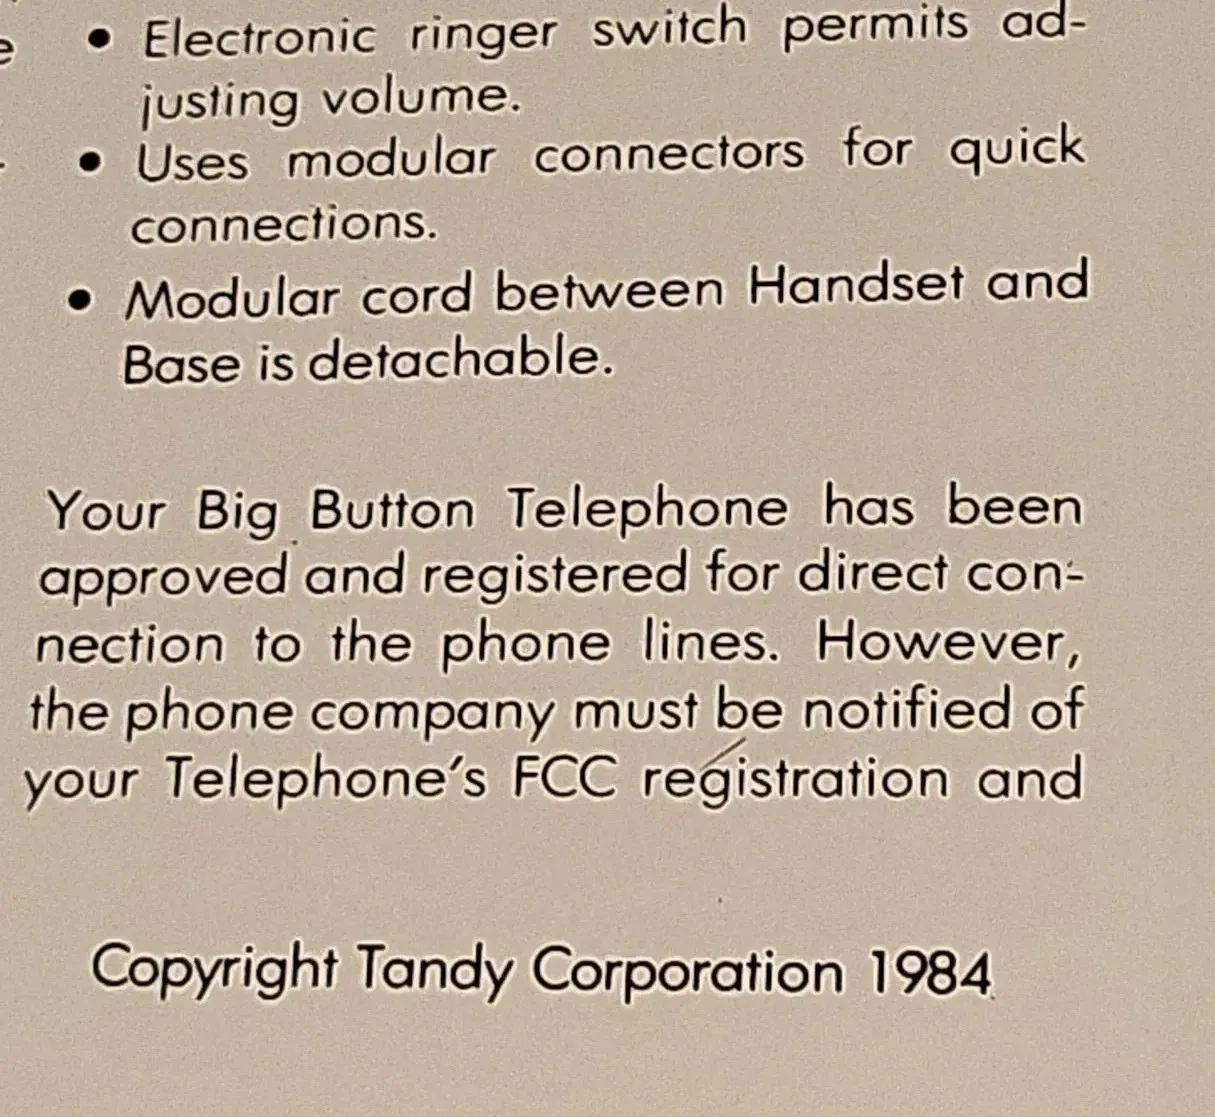 • Electronic ringer switch permits ad-
justing volume.
• Uses modular connectors for quick
connections.
• Modular cord between Handset and
Base is detachable.
Your Big Button Telephone has been
approved and registered for direct con-
nection to the phone lines. However,
the phone company must be notified of
your Telephone's FCC registration and
Copyright Tandy Corporation 1984